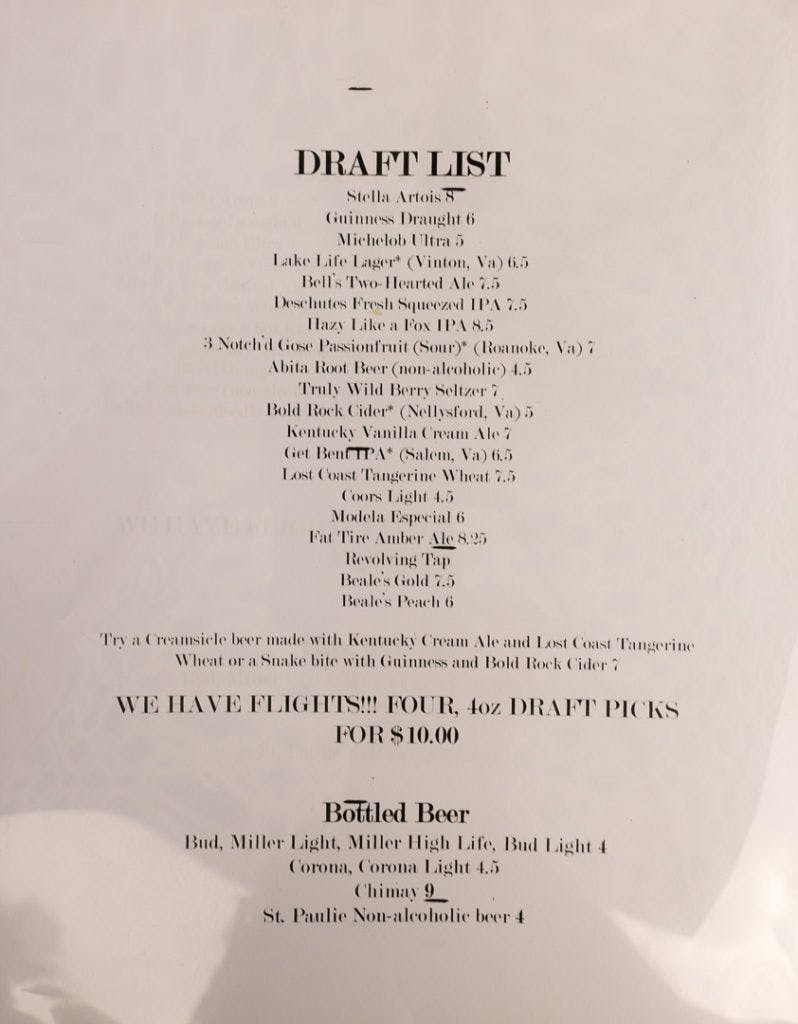 DRAFT LIST
Stella Artois 8
Guinness Draught 6
Michelob Ultra 5
Lake Life Lager* (Vinton, Va) 6.5
Bell's Two-Hearted Ale 7.5
Deschutes Fresh Squeezed IPA 7.5
Hazy Like a Fox IPA 8.5
3 Notch'd Gose Passionfruit (Sour)* (Roanoke, Va) 7
Abita Root Beer (non-alcoholic) 4.5
Truly Wild Berry Seltzer 7
Bold Rock Cider* (Nellysford, Va) 5
Kentucky Vanilla Cream Ale 7
Get Bent IPA* (Salem, Va) 6.5
Lost Coast Tangerine Wheat 7.5
Coors Light 4.5
Modela Especial 6
Fat Tire Amber Ale 8.25
Revolving Tap
Beale's Gold 7.5
Beale's Peach 6
Try a Creamsicle beer made with Kentucky Cream Ale and Lost Coast Tangerine
Wheat or a Snake bite with Guinness and Bold Rock Cider 7
WE HAVE FLIGHTS!!! FOUR, 4oz DRAFT PICKS
FOR $10.00
Bottled Beer
Bud, Miller Light, Miller High Life, Bud Light 4
Corona, Corona Light 4.5
Chimay 9
St. Paulie Non-alcoholic beer 4